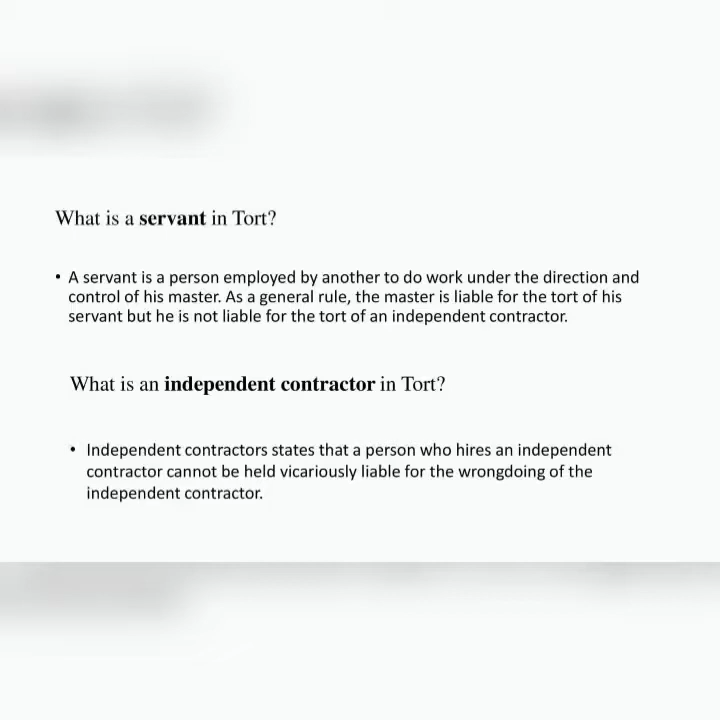 What is a servant in Tort?
• A servant is a person employed by another to do work under the direction and
control of his master. As a general rule, the master is liable for the tort of his
servant but he is not liable for the tort of an independent contractor.
What is an independent contractor in Tort?
• Independent contractors states that a person who hires an independent
contractor cannot be held vicariously liable for the wrongdoing of the
independent contractor.